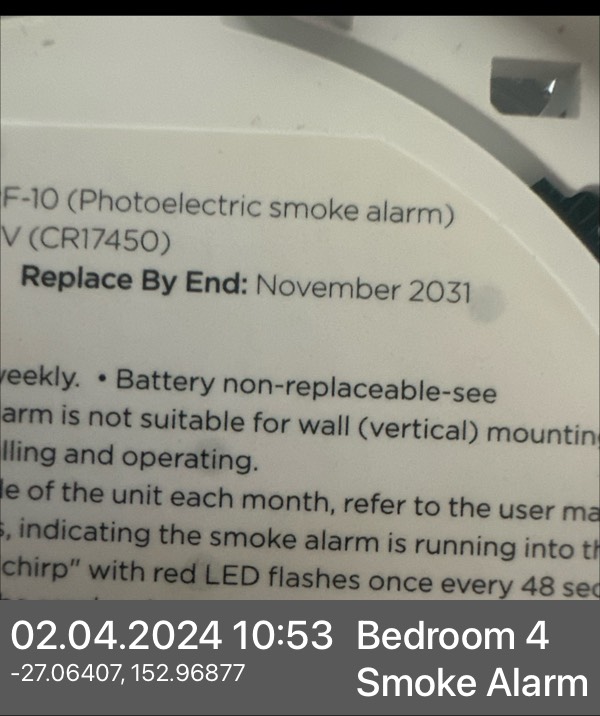 F-10 (Photoelectric smoke alarm)
V (CR17450)
Replace By End: November 2031
weekly. • Battery non-replaceable-see
arm is not suitable for wall (vertical) mounting
lling and operating.
le of the unit each month, refer to the user ma
s, indicating the smoke alarm is running into th
chirp" with red LED flashes once every 48 sec
02.04.2024 10:53
-27.06407, 152.96877
Bedroom 4
Smoke Alarm